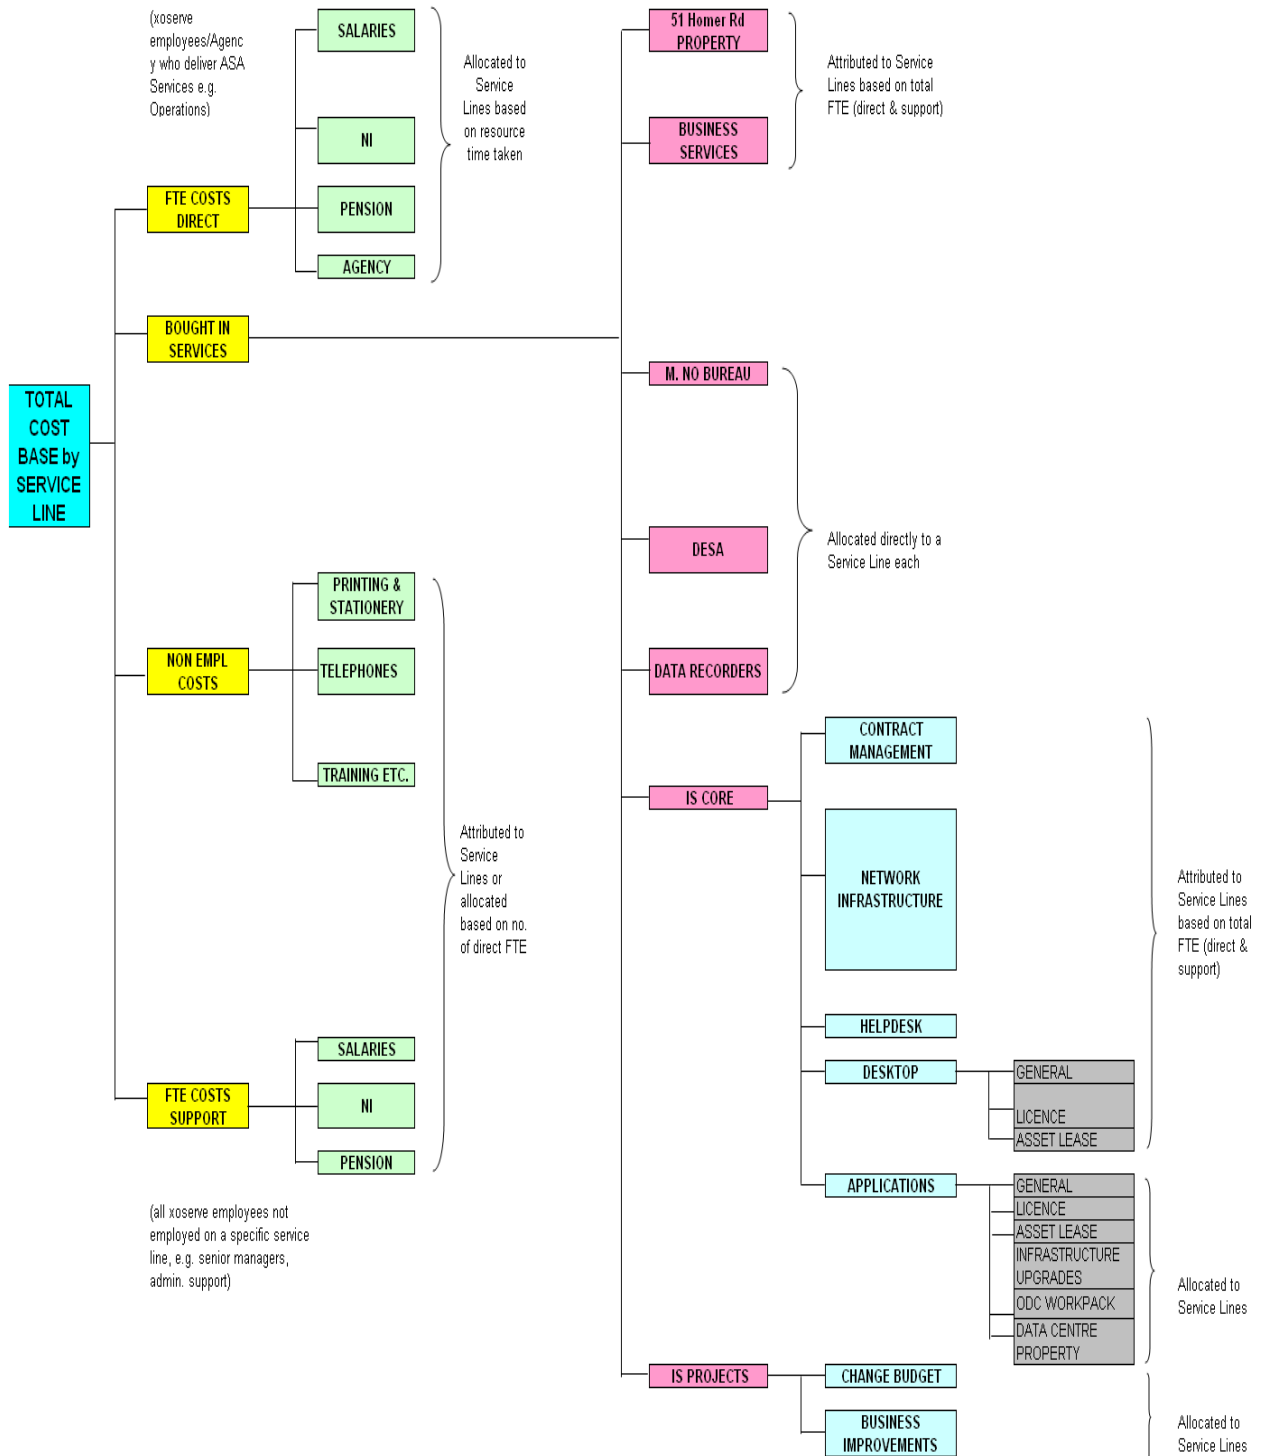 (xoserve
employees/Agenc
y who deliver ASA
Services e.g.
Operations)
SALARIES
NI
PENSION
AGENCY
Allocated to
Service
Lines based
on resource
time taken
FTE COSTS
DIRECT
BOUGHT IN
SERVICES
TOTAL
COST
BASE by
SERVICE
LINE
NON EMPL
COSTS
PRINTING &
STATIONERY
TELEPHONES
TRAINING ETC.
Attributed to
Service
Lines or
allocated
based on no.
of direct FTE
FTE COSTS
SUPPORT
SALARIES
NI
PENSION
(all xoserve employees not
employed on a specific service
line, e.g. senior managers,
admin. support)
51 Homer Rd
PROPERTY
BUSINESS
SERVICES
Attributed to Service
Lines based on total
FTE (direct & support)
M. NO BUREAU
DESA
DATA RECORDERS
Allocated directly to a
Service Line each
IS CORE
CONTRACT
MANAGEMENT
NETWORK
INFRASTRUCTURE
HELPDESK
DESKTOP
GENERAL
LICENCE
ASSET LEASE
Attributed to
Service Lines
based on total
FTE (direct &
support)
APPLICATIONS
GENERAL
LICENCE
ASSET LEASE
INFRASTRUCTURE
UPGRADES
ODC WORKPACK
DATA CENTRE
PROPERTY
Allocated to
Service Lines
IS PROJECTS
CHANGE BUDGET
BUSINESS
IMPROVEMENTS
Allocated to
Service Lines